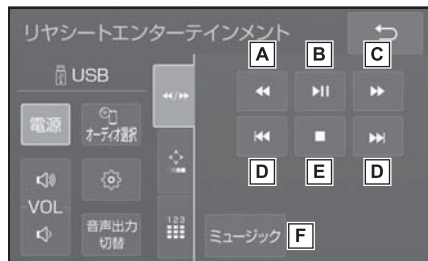 リヤシートエンターテインメント
A B C
USB
電源
オーディオ選択
D E D
VOL
音声出力
切替
123
ミュージック F